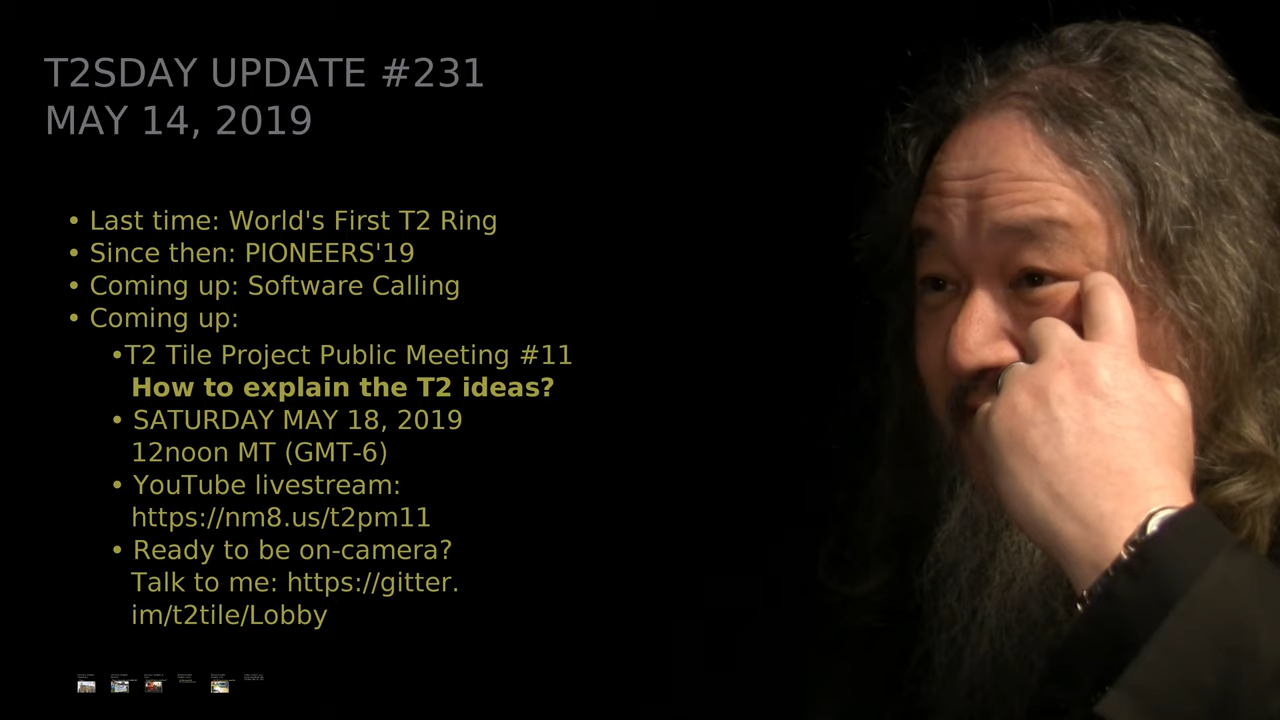 T2SDAY UPDATE #231
MAY 14, 2019
• Last time: World's First T2 Ring
• Since then: PIONEERS'19
• Coming up: Software Calling
• Coming up:
•T2 Tile Project Public Meeting #11
How to explain the T2 ideas?
• SATURDAY MAY 18, 2019
12noon MT (GMT-6)
• YouTube livestream:
https://nm8.us/t2pm11
• Ready to be on-camera?
Talk to me: https://gitter.
im/t2tile/Lobby